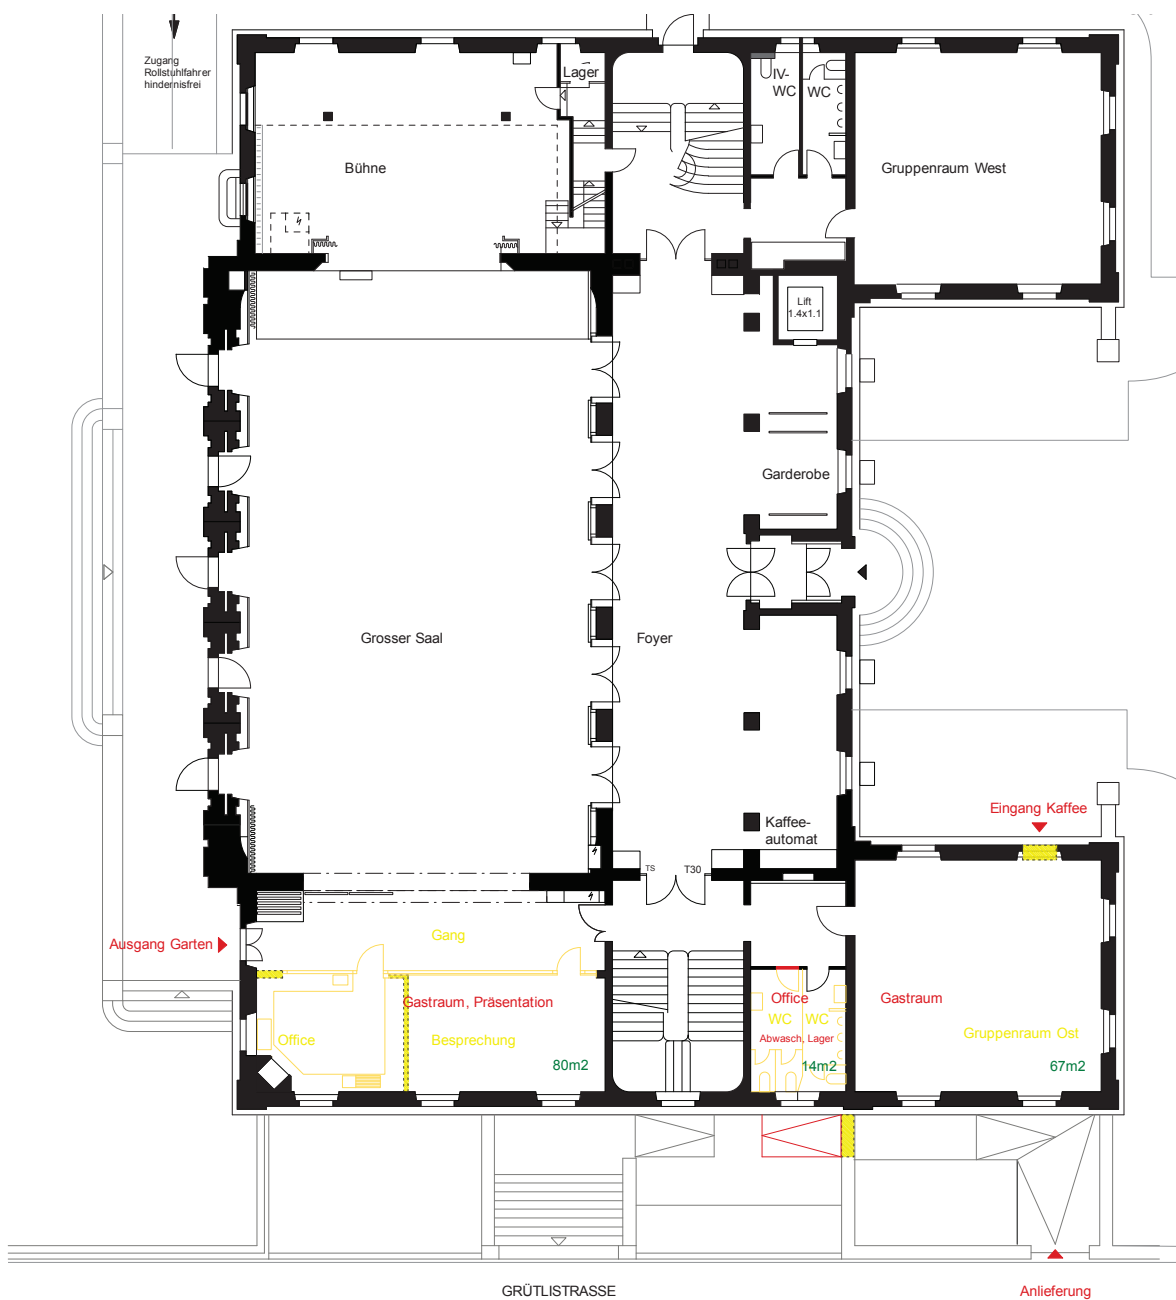 Zugang
Rollstuhlfahrer
hindernisfrei
Lager
IV-
WC
WC
Bühne
Gruppenraum West
Lift
1.4x1.1
Garderobe
Grosser Saal
Foyer
Eingang Kaffee
Kaffee-
automat
TS
T30
Ausgang Garten
Gang
Gastraum, Präsentation
Office
Gastraum
Office
Besprechung
WC
WC
Abwasch, Lager
Gruppenraum Ost
80m2
14m2
67m2
GRÜTLISTRASSE
Anlieferung